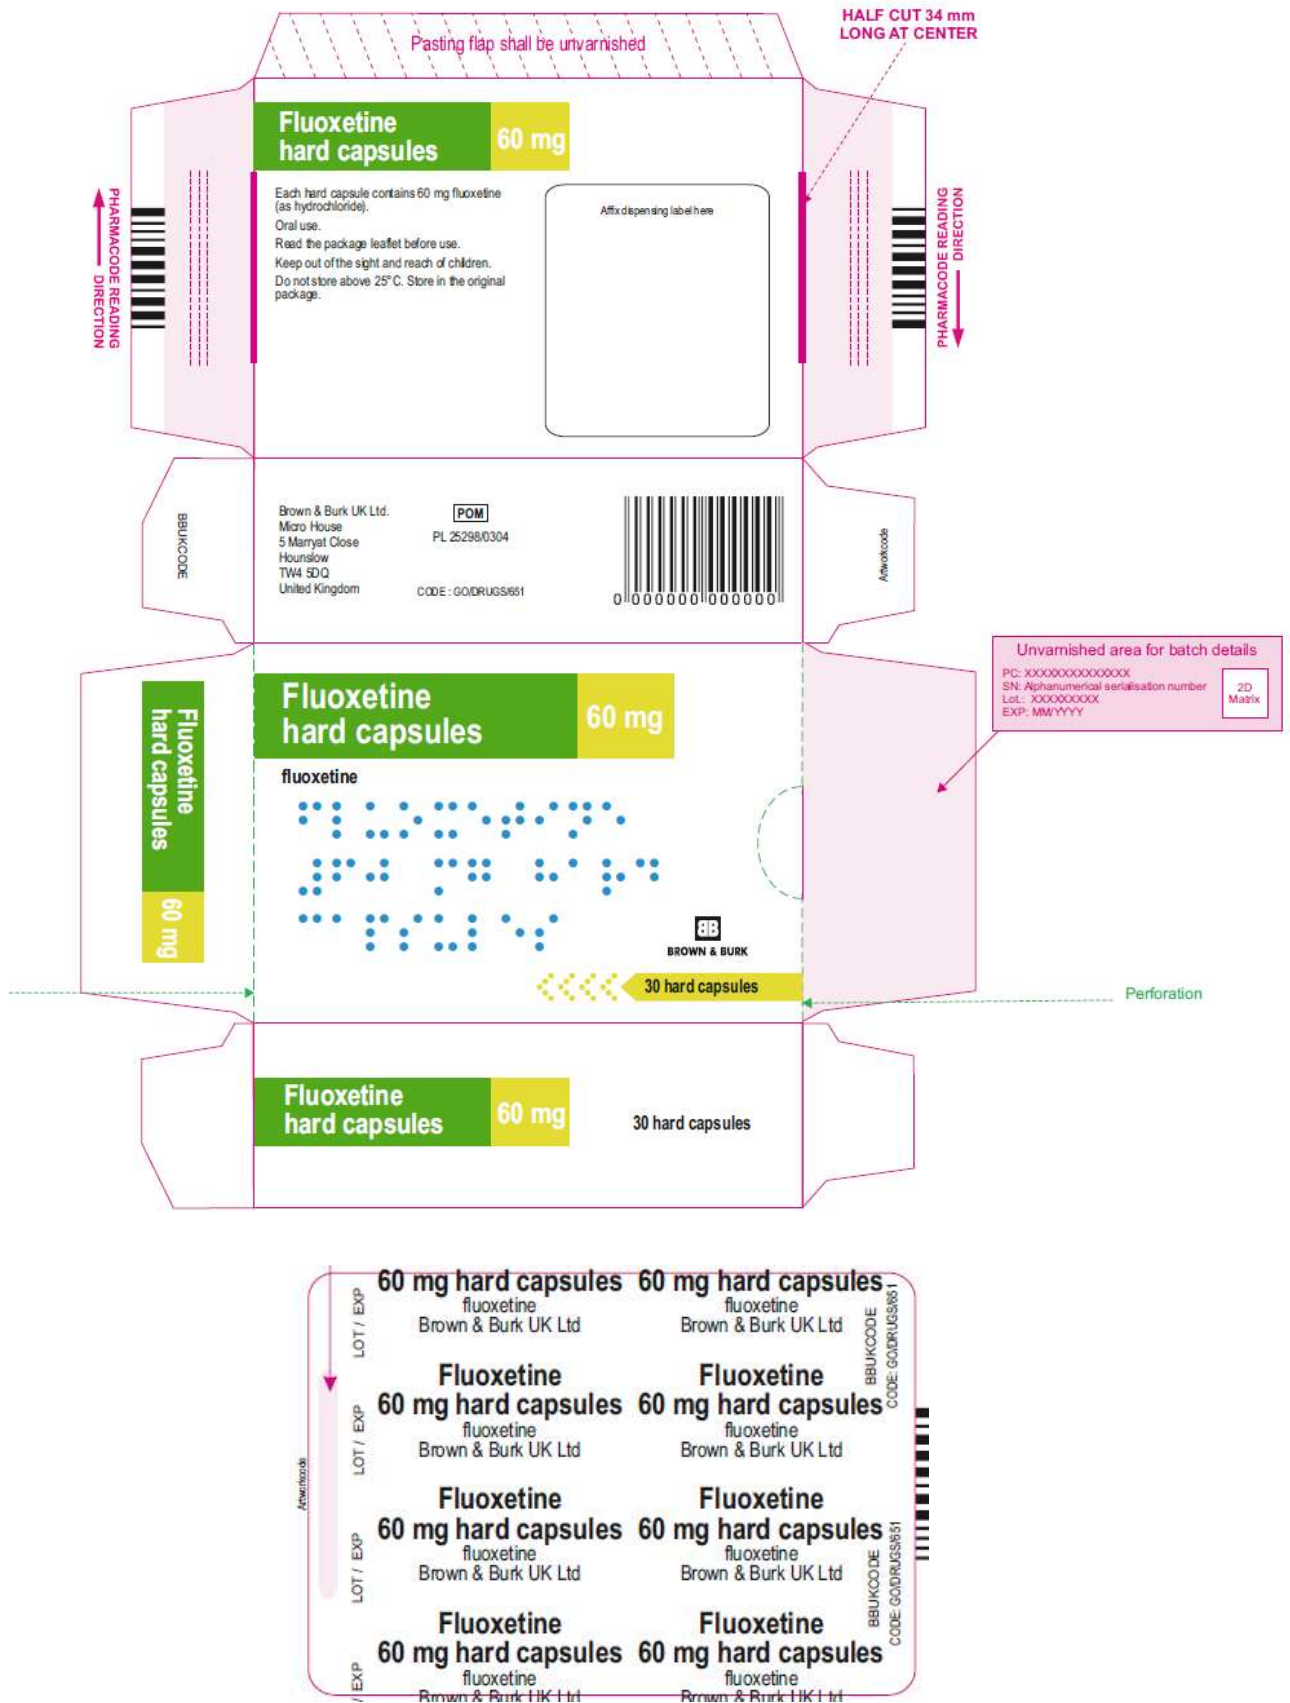 HALF CUT 34 mm
LONG AT CENTER
Pasting flap shall be unvarnished
Fluoxetine
hard capsules
60 mg
PHARMACODE READING
DIRECTION
Each hard capsule contains 60 mg fluoxetine
(as hydrochloride).
Oral use.
Read the package leaflet before use.
Keep out of the sight and reach of children.
Do not store above 25°C. Store in the original
package.
Affix dispensing label here
PHARMACODE READING
DIRECTION
BBUKCODE
Brown & Burk UK Ltd.
Micro House
5 Marryat Close
Hounslow
TW4 5DQ
United Kingdom
POM
PL 25298/0304
CODE : GO/DRUGS/651
0 000000 000000
Artworkcode
Unvarnished area for batch details
PC: XXXXXXXXXXXXXX
SN: Alphanumerical serialisation number
Lot.: XXXXXXXXX
EXP: MM/YYYY
2D
Matrix
Fluoxetine
hard capsules
60 mg
Fluoxetine
hard capsules
60 mg
fluoxetine
BB
BROWN & BURK
30 hard capsules
Perforation
Fluoxetine
hard capsules
60 mg
30 hard capsules
60 mg hard capsules 60 mg hard capsules
fluoxetine fluoxetine
Brown & Burk UK Ltd Brown & Burk UK Ltd
Fluoxetine Fluoxetine
60 mg hard capsules 60 mg hard capsules
fluoxetine fluoxetine
Brown & Burk UK Ltd Brown & Burk UK Ltd
Fluoxetine Fluoxetine
60 mg hard capsules 60 mg hard capsules
fluoxetine fluoxetine
Brown & Burk UK Ltd Brown & Burk UK Ltd
Fluoxetine Fluoxetine
60 mg hard capsules 60 mg hard capsules
fluoxetine fluoxetine
Brown & Burk UK Ltd Brown & Burk UK Ltd
LOT / EXP
LOT / EXP
LOT / EXP
/ EXP
Artworkcode
BBUKCODE
CODE: GO/DRUGS/651
BBUKCODE
CODE: GO/DRUGS/651